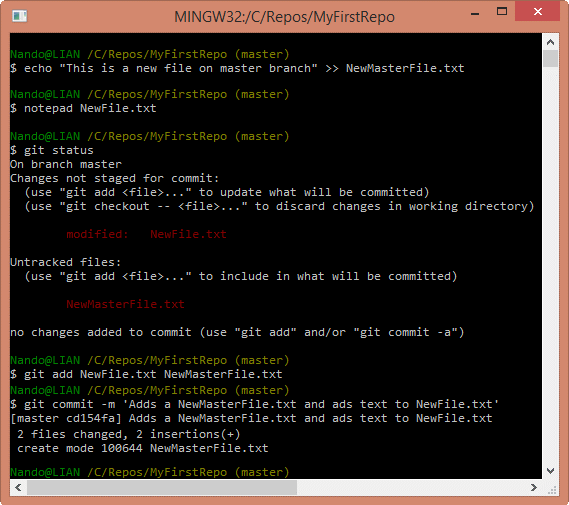 MINGW32:/C/Repos/MyFirstRepo
Nando@LIAN /C/Repos/MyFirstRepo (master)
$ echo "This is a new file on master branch" >> NewMasterFile.txt
Nando@LIAN /C/Repos/MyFirstRepo (master)
$ notepad NewFile.txt
Nando@LIAN /C/Repos/MyFirstRepo (master)
$ git status
On branch master
Changes not staged for commit:
  (use "git add <file>..." to update what will be committed)
  (use "git checkout -- <file>..." to discard changes in working directory)
        modified:   NewFile.txt
Untracked files:
  (use "git add <file>..." to include in what will be committed)
        NewMasterFile.txt
no changes added to commit (use "git add" and/or "git commit -a")
Nando@LIAN /C/Repos/MyFirstRepo (master)
$ git add NewFile.txt NewMasterFile.txt
Nando@LIAN /C/Repos/MyFirstRepo (master)
$ git commit -m 'Adds a NewMasterFile.txt and ads text to NewFile.txt'
[master cd154fa] Adds a NewMasterFile.txt and ads text to NewFile.txt
 2 files changed, 2 insertions(+)
 create mode 100644 NewMasterFile.txt
Nando@LIAN /C/Repos/MyFirstRepo (master)